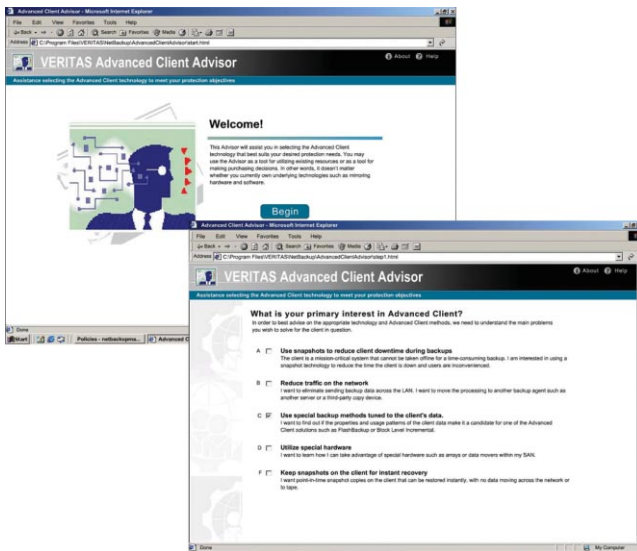 Advanced Client Advisor - Microsoft Internet Explorer
File Edit View Favorites Tools Help
Back Search Favorites Media
Address C:\Program Files\VERITAS\NetBackup\AdvancedClientAdvisor\start.html
VERITAS Advanced Client Advisor
About Help
Assistance selecting the Advanced Client technology to meet your protection objectives
Welcome!
This Advisor will assist you in selecting the Advanced Client
technology that best suits your desired protection needs. You may
use the Advisor as a tool for utilizing existing resources or as a tool for
making purchasing decisions. In other words, it doesn't matter
whether you currently own underlying technologies such as mirroring
hardware and software.
Begin
Done
Start Policies - netbackupma... Advanced C
Advanced Client Advisor - Microsoft Internet Explorer
File Edit View Favorites Tools Help
Back Search Favorites Media
Address C:\Program Files\VERITAS\NetBackup\AdvancedClientAdvisor\step1.html
VERITAS Advanced Client Advisor
About Help
Assistance selecting the Advanced Client technology to meet your protection objectives
What is your primary interest in Advanced Client?
In order to best advise on the appropriate technology and Advanced Client methods, we need to understand the main problems
you wish to solve for the client in question.
A Use snapshots to reduce client downtime during backups
The client is a mission-critical system that cannot be taken offline for a time-consuming backup. I am interested in using a
snapshot technology to reduce the time the client is down and users are inconvenienced.
B Reduce traffic on the network
I want to eliminate sending backup data across the LAN. I want to move the processing to another backup agent such as
another server or a third-party copy device.
C Use special backup methods tuned to the client's data.
I want to find out if the properties and usage patterns of the client data make it a candidate for one of the Advanced
Client solutions such as FlashBackup or Block Level Incremental.
D Utilize special hardware
I want to learn how I can take advantage of special hardware such as arrays or data movers within my SAN.
F Keep snapshots on the client for instant recovery
I want point-in-time snapshot copies on the client that can be restored instantly, with no data moving across the network or
to tape.
Done My Computer